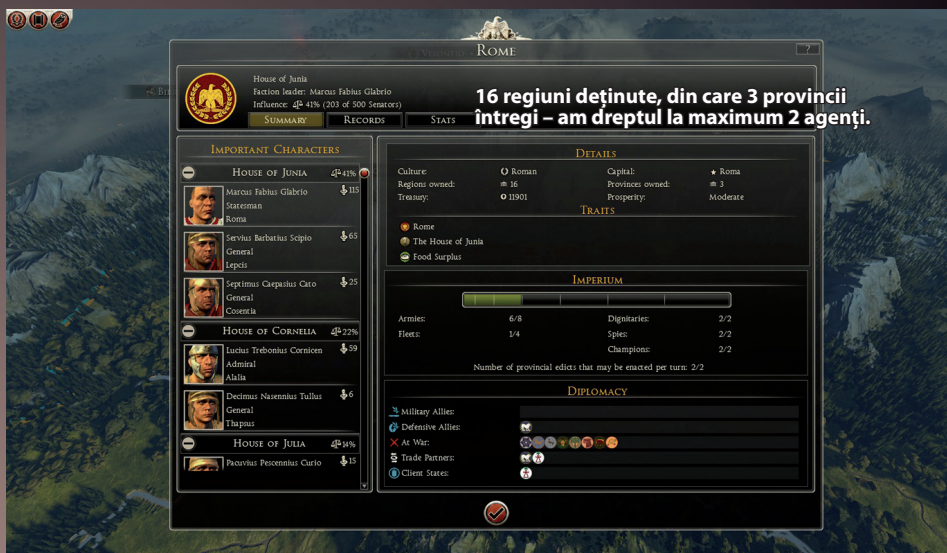 ROME
?
House of Junia
Faction leader: Marcus Fabius Glabrio
Influence: 41% (203 of 500 Senators)
SUMMARY RECORDS STATS
16 regiuni deținute, din care 3 provincii
întregi – am dreptul la maximum 2 agenți.
IMPORTANT CHARACTERS
HOUSE OF JUNIA 41%
Marcus Fabius Glabrio 115
Statesman
Roma
Servius Barbatius Scipio 65
General
Lepcis
Septimus Caepasius Cato 25
General
Cosentia
HOUSE OF CORNELIA 22%
Lucius Trebonius Cornicen 59
Admiral
Alalia
Decimus Nasennius Tullus 6
General
Thapsus
HOUSE OF JULIA 14%
Pacuvius Pescennius Curio 15
DETAILS
Culture: Roman Capital: Roma
Regions owned: 16 Provinces owned: 3
Treasury: 11901 Prosperity: Moderate
TRAITS
Rome
The House of Junia
Food Surplus
IMPERIUM
Armies: 6/8 Dignitaries: 2/2
Fleets: 1/4 Spies: 2/2
Champions: 2/2
Number of provincial edicts that may be enacted per turn: 2/2
DIPLOMACY
Military Allies:
Defensive Allies:
At War:
Trade Partners:
Client States: